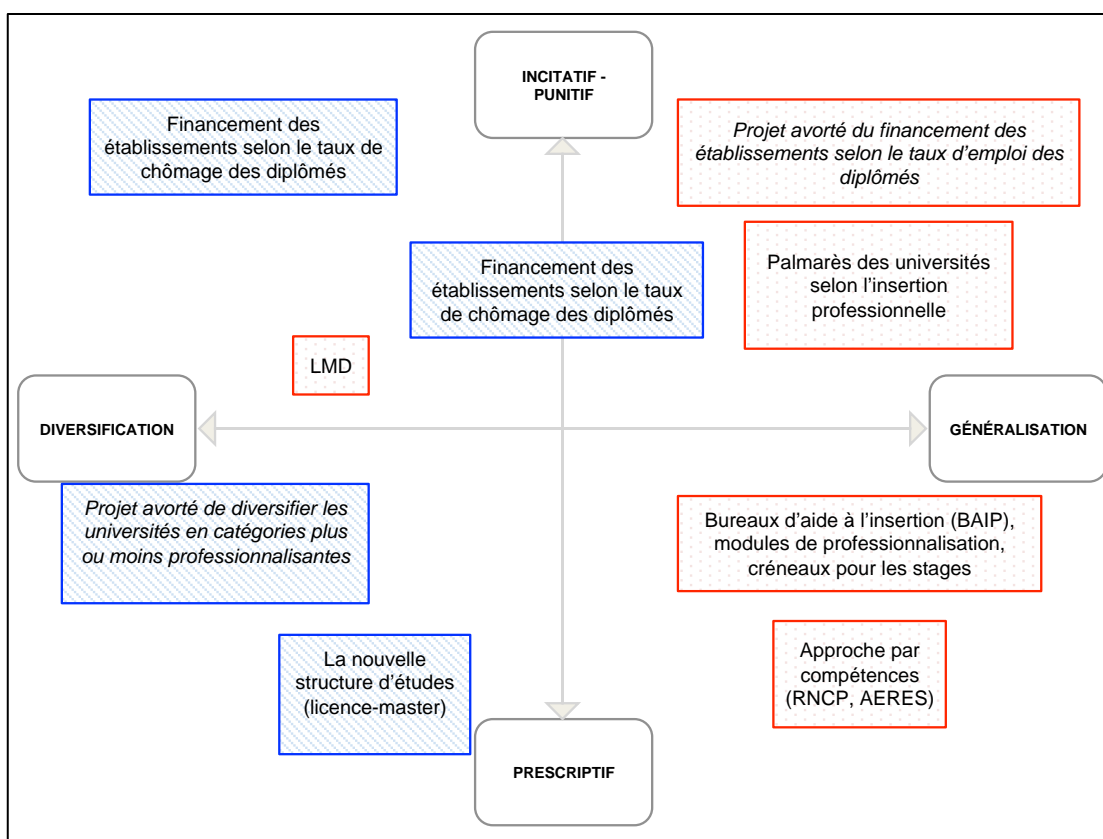 INCITATIF -
PUNITIF
Financement des
établissements selon le taux de
chômage des diplômés
Projet avorté du financement des
établissements selon le taux d'emploi des
diplômés
Financement des
établissements selon le taux
de chômage des diplômés
Palmarès des universités
selon l'insertion
professionnelle
LMD
DIVERSIFICATION
GÉNÉRALISATION
Projet avorté de diversifier les
universités en catégories plus
ou moins professionnalisantes
Bureaux d'aide à l'insertion (BAIP),
modules de professionnalisation,
créneaux pour les stages
La nouvelle
structure d'études
(licence-master)
Approche par
compétences
(RNCP, AERES)
PRESCRIPTIF